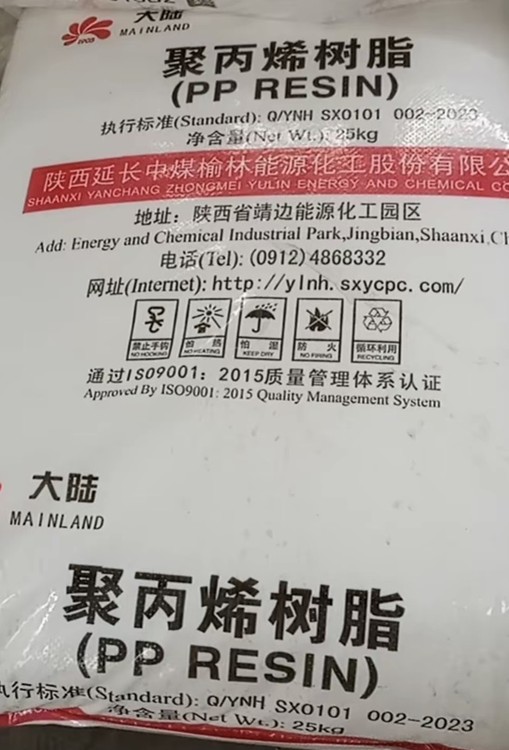 大陆
MAINLAND
聚丙烯树脂
(PP RESIN)
执行标准(Standard): Q/YNH SX0101 002-2023
净含量(Net Wt.): 25kg
陕西延长中煤榆林能源化工股份有限公
SHAANXI YANCHANG ZHONGMEI YULIN ENERGY AND CHEMICAL CO
地址：陕西省靖边能源化工园区
Add: Energy and Chemical Industrial Park,Jingbian,Shaanxi,Ch
电话(Tel): (0912)4868332
网址(Internet): http://ylnh.sxycpc.com/
禁止手钩 怕热 怕湿 防火 循环利用
NO HOOKING NO HEATING KEEP DRY NO FIRING RECYCLING
通过ISO9001：2015质量管理体系认证
Approved By ISO9001: 2015 Quality Management System
大陆
MAINLAND
聚丙烯树脂
(PP RESIN)
执行标准(Standard): Q/YNH SX0101 002-2023
净含量(Net Wt.): 25kg